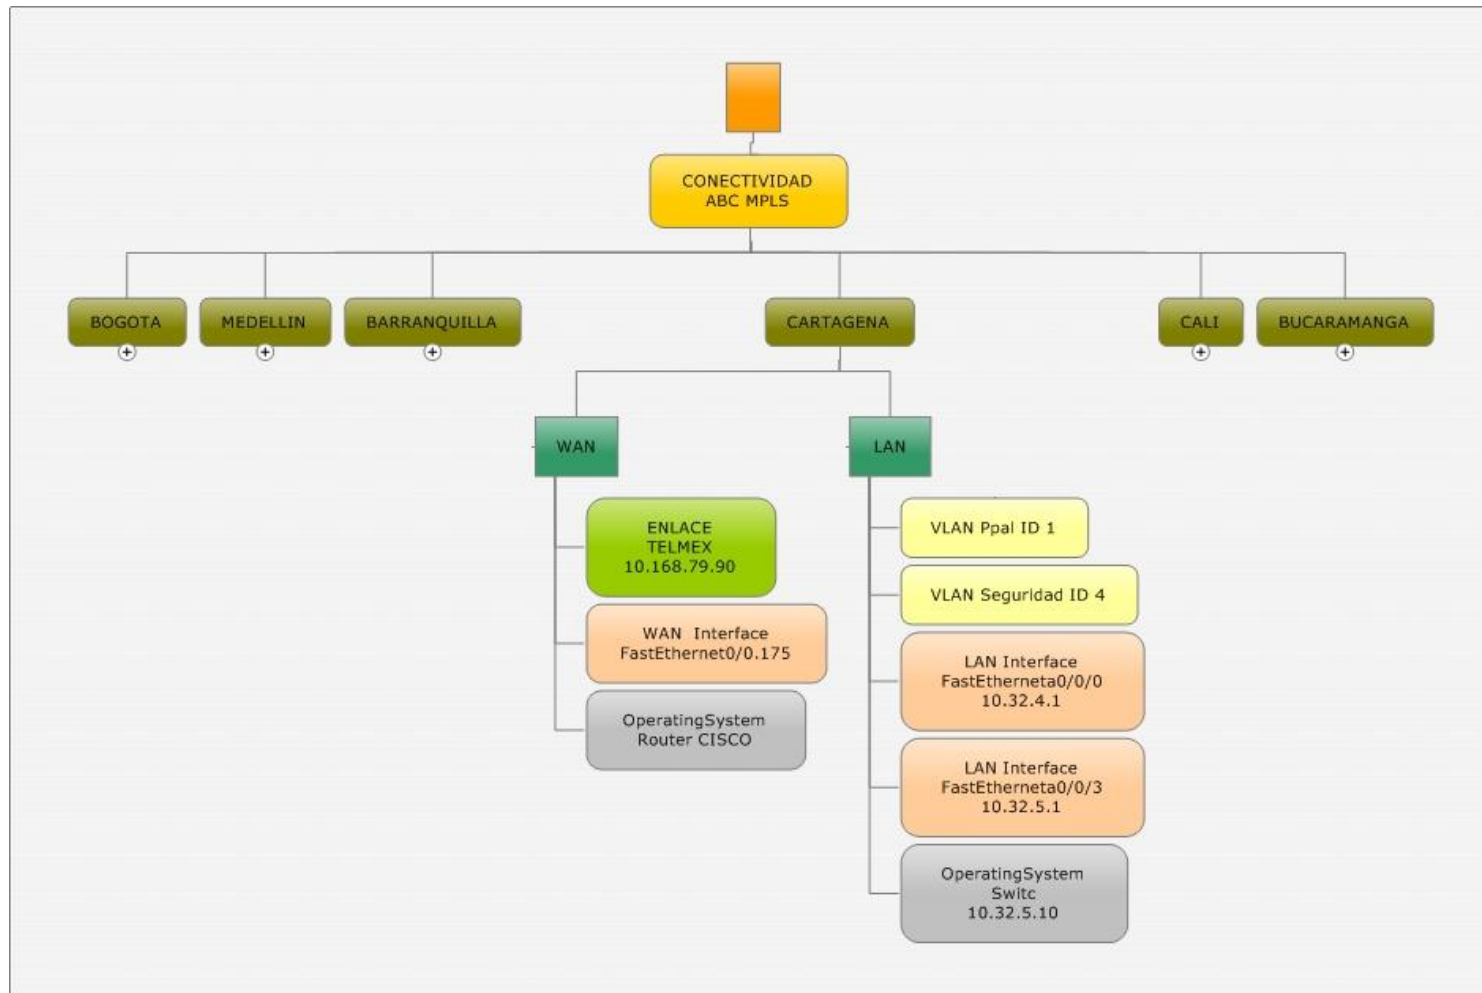 CONECTIVIDAD
ABC MPLS
BOGOTA
MEDELLIN
BARRANQUILLA
CARTAGENA
CALI
BUCARAMANGA
+
+
+
+
+
WAN
LAN
ENLACE
TELMEX
10.168.79.90
WAN  Interface
FastEthernet0/0.175
OperatingSystem
Router CISCO
VLAN Ppal ID 1
VLAN Seguridad ID 4
LAN Interface
FastEtherneta0/0/0
10.32.4.1
LAN Interface
FastEtherneta0/0/3
10.32.5.1
OperatingSystem
Switc
10.32.5.10